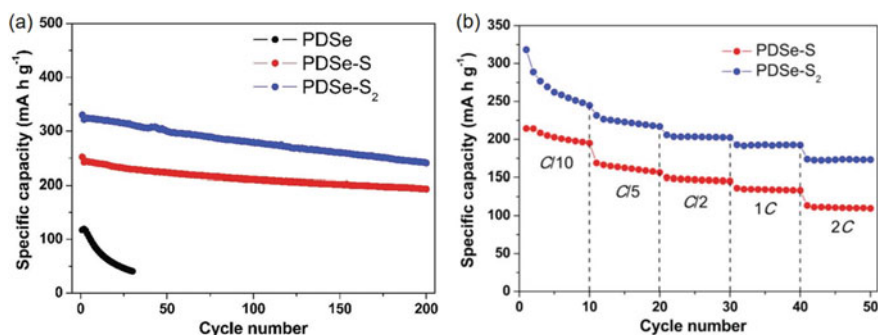 (a)
500
400
300
200
100
0
Specific capacity (mA h g⁻¹)
PDSe
PDSe-S
PDSe-S₂
0
50
100
150
200
Cycle number
(b)
350
300
250
200
150
100
50
0
Specific capacity (mA h g⁻¹)
PDSe-S
PDSe-S₂
C/10
C/5
C/2
1C
2C
0
10
20
30
40
50
Cycle number